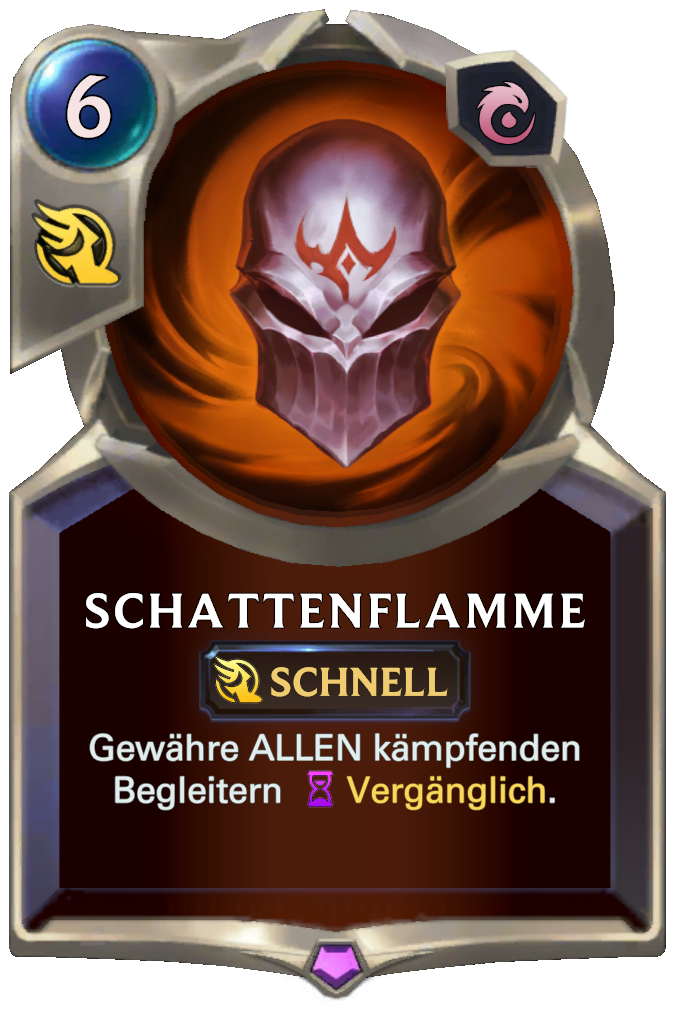 6
SCHATTENFLAMME
SCHNELL
Gewähre ALLEN kämpfenden
Begleitern Vergänglich.